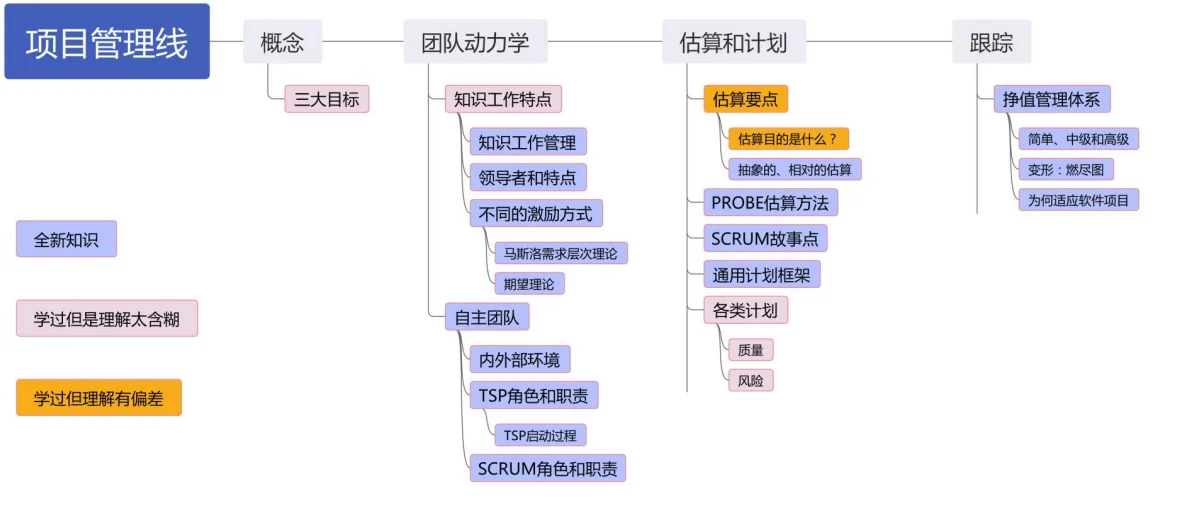 项目管理线
概念
三大目标
团队动力学
知识工作特点
知识工作管理
领导者和特点
不同的激励方式
马斯洛需求层次理论
期望理论
自主团队
内外部环境
TSP角色和职责
TSP启动过程
SCRUM角色和职责
估算和计划
估算要点
估算目的是什么？
抽象的、相对的估算
PROBE估算方法
SCRUM故事点
通用计划框架
各类计划
质量
风险
跟踪
挣值管理体系
简单、中级和高级
变形：燃尽图
为何适应软件项目
全新知识
学过但是理解太含糊
学过但理解有偏差